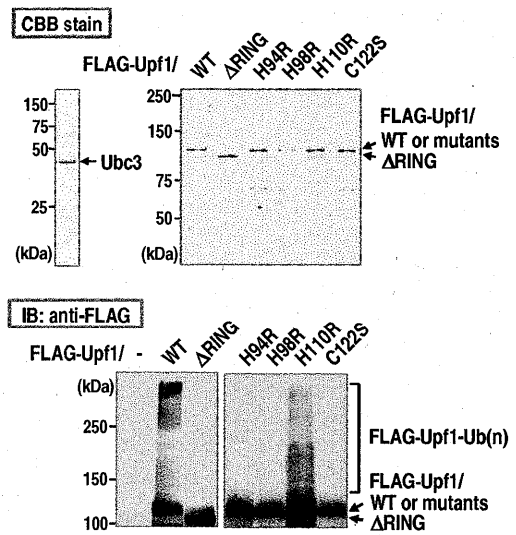 CBB stain
FLAG-Upf1/ WT ΔRING H94R H98R H110R C122S
150-
75-
50-
25-
(kDa)
←Ubc3
250-
150-
75-
50-
(kDa)
FLAG-Upf1/
WT or mutants
ΔRING
IB: anti-FLAG
FLAG-Upf1/ - WT ΔRING H94R H98R H110R C122S
(kDa)
250-
150-
100-
FLAG-Upf1-Ub(n)
FLAG-Upf1/
WT or mutants
ΔRING